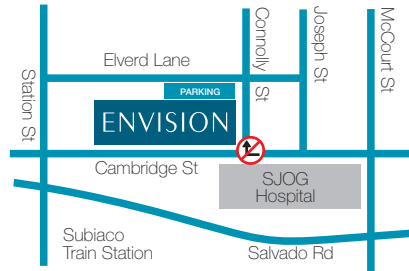 Elverd Lane
Connolly St
Joseph St
McCourt St
Station St
PARKING
ENVISION
Cambridge St
SJOG
Hospital
Subiaco
Train Station
Salvado Rd